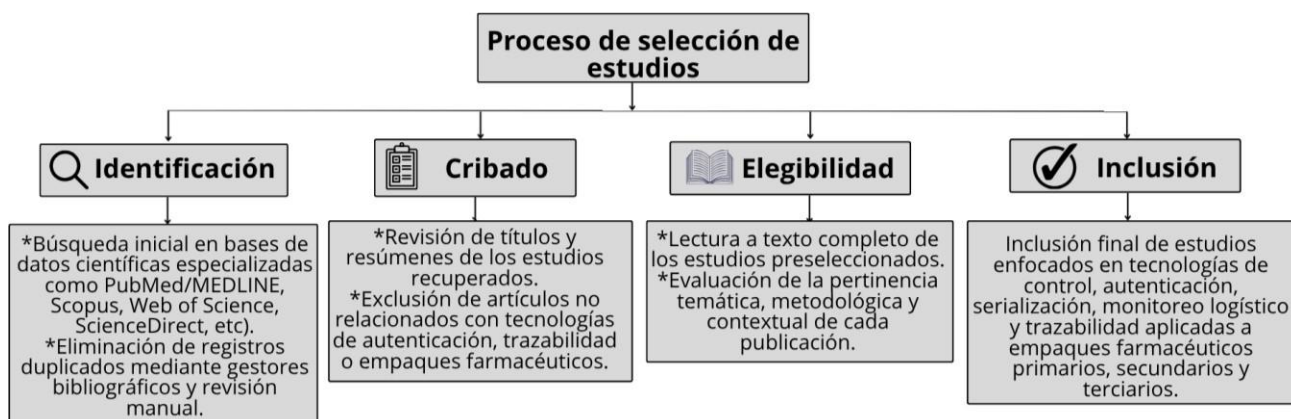 Proceso de selección de
estudios
Identificación
*Búsqueda inicial en bases de
datos científicas especializadas
como PubMed/MEDLINE,
Scopus, Web of Science,
ScienceDirect, etc).
*Eliminación de registros
duplicados mediante gestores
bibliográficos y revisión
manual.
Cribado
*Revisión de títulos y
resúmenes de los estudios
recuperados.
*Exclusión de artículos no
relacionados con tecnologías
de autenticación, trazabilidad
o empaques farmacéuticos.
Elegibilidad
*Lectura a texto completo de
los estudios preseleccionados.
*Evaluación de la pertinencia
temática, metodológica y
contextual de cada
publicación.
Inclusión
Inclusión final de estudios
enfocados en tecnologías de
control, autenticación,
serialización, monitoreo logístico
y trazabilidad aplicadas a
empaques farmacéuticos
primarios, secundarios y
terciarios.